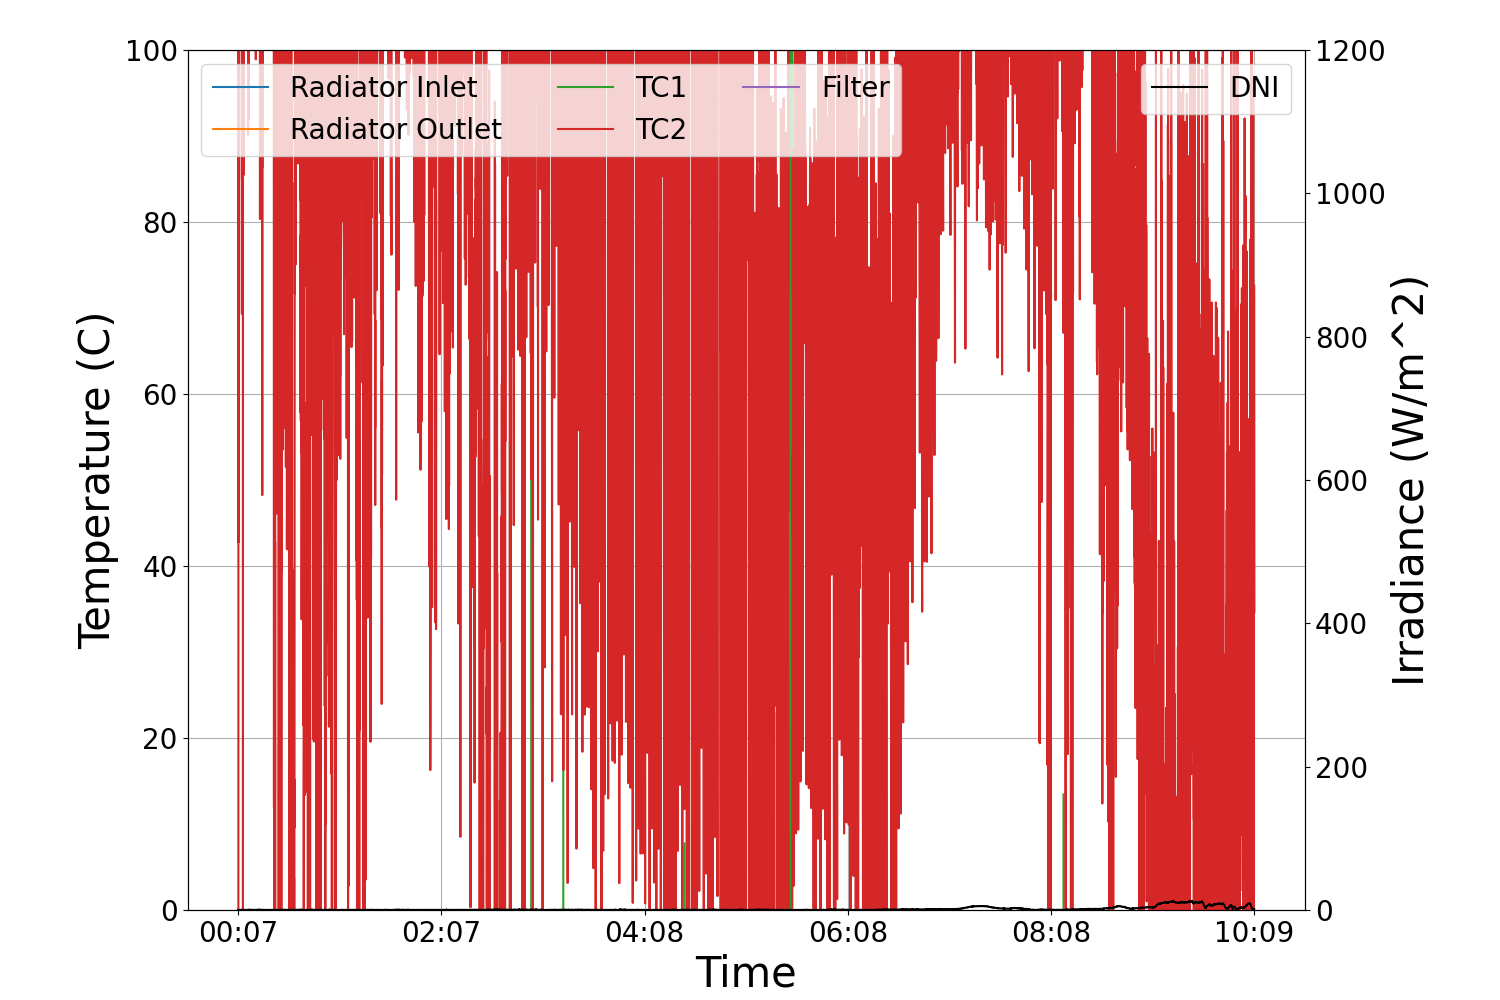 100
80
60
40
20
0
Temperature (C)
Radiator Inlet
Radiator Outlet
TC1
TC2
Filter
DNI
1200
1000
800
600
400
200
0
Irradiance (W/m^2)
00:07
02:07
04:08
06:08
08:08
10:09
Time